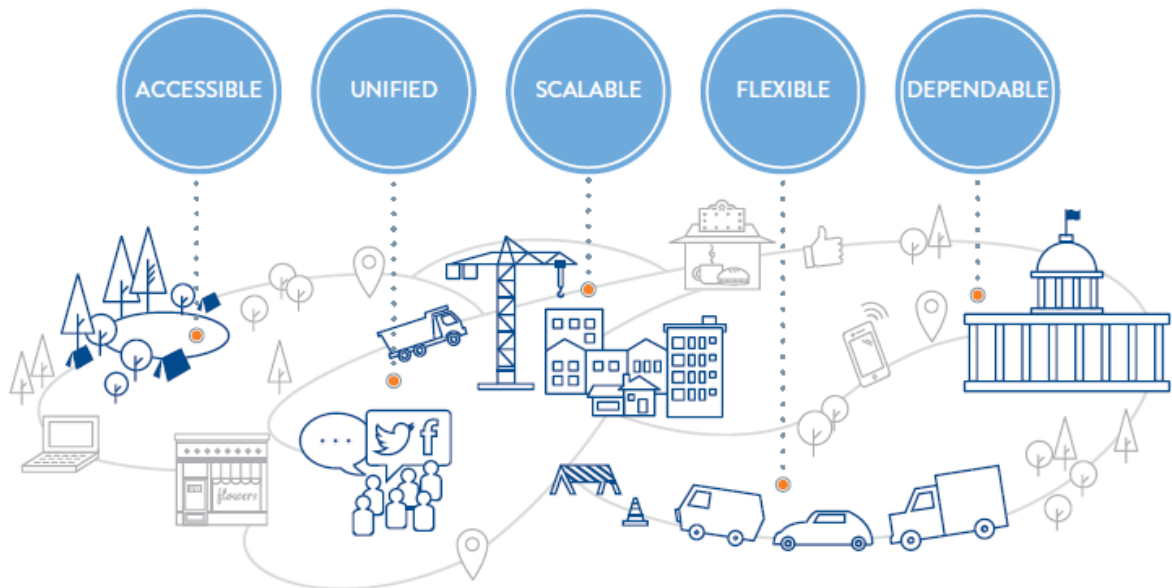 ACCESSIBLE
UNIFIED
SCALABLE
FLEXIBLE
DEPENDABLE
flowers